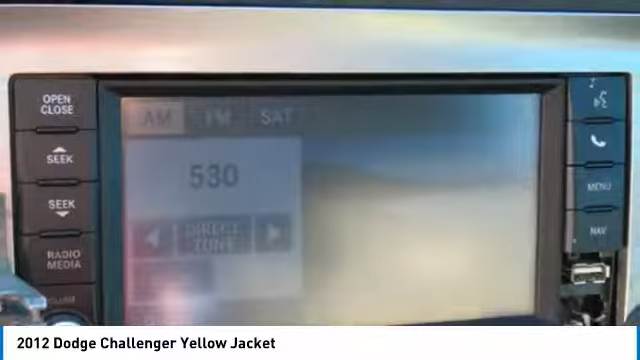 OPEN
CLOSE
SEEK
SEEK
RADIO
MEDIA
AM FM SAT
530
DIRECT
TUNE
MENU
NAV
2012 Dodge Challenger Yellow Jacket